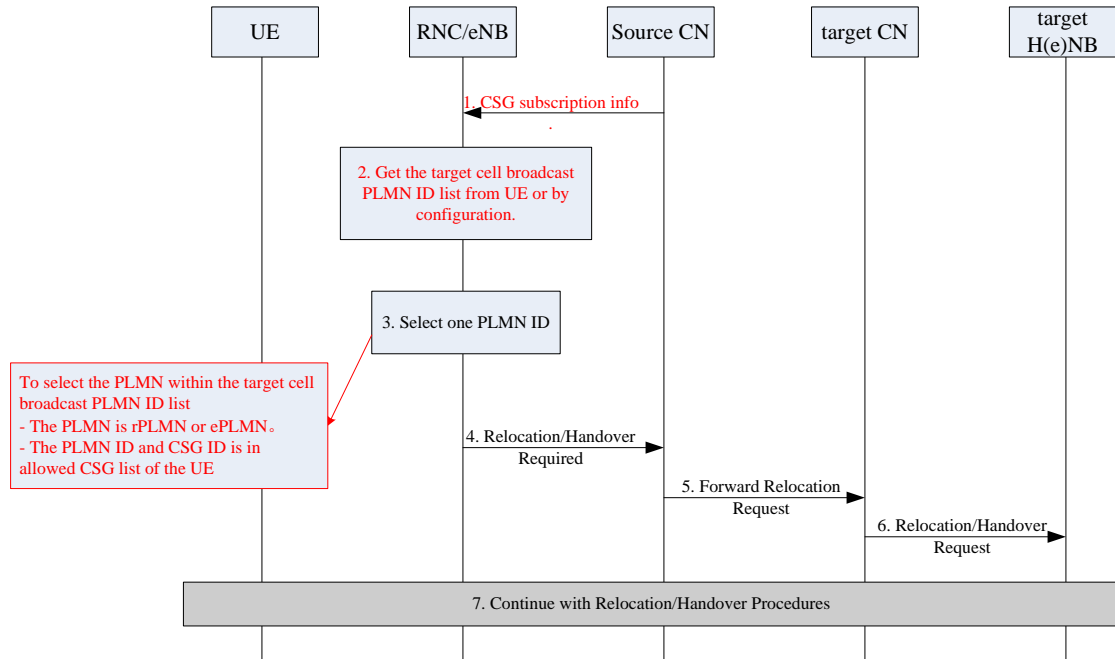 UE
RNC/eNB
Source CN
target CN
target
H(e)NB
1. CSG subscription info
.
2. Get the target cell broadcast
PLMN ID list from UE or by
configuration.
3. Select one PLMN ID
To select the PLMN within the target cell
broadcast PLMN ID list
- The PLMN is rPLMN or ePLMN。
- The PLMN ID and CSG ID is in
allowed CSG list of the UE
4. Relocation/Handover
Required
5. Forward Relocation
Request
6. Relocation/Handover
Request
7. Continue with Relocation/Handover Procedures